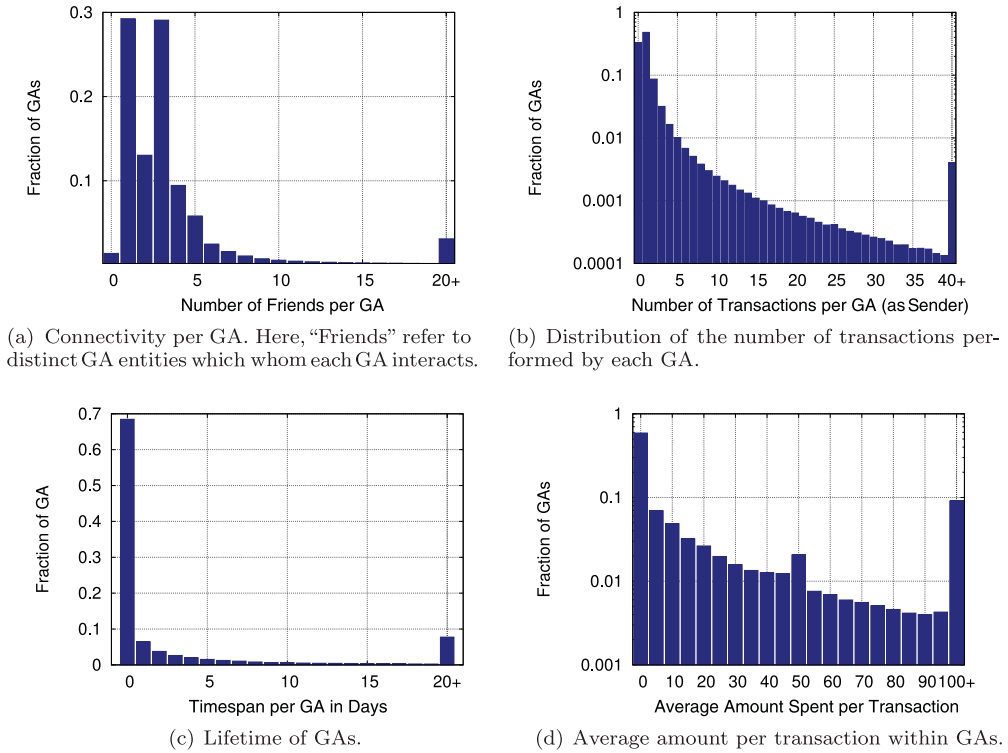 0.3
0.2
0.1
Fraction of GAs
0 5 10 15 20+
Number of Friends per GA
(a) Connectivity per GA. Here, “Friends” refer to
distinct GA entities which whom each GA interacts.
1
0.1
0.01
0.001
0.0001
Fraction of GAs
0 5 10 15 20 25 30 35 40+
Number of Transactions per GA (as Sender)
(b) Distribution of the number of transactions per-
formed by each GA.
0.7
0.6
0.5
0.4
0.3
0.2
0.1
0
Fraction of GA
0 5 10 15 20+
Timespan per GA in Days
(c) Lifetime of GAs.
1
0.1
0.01
0.001
Fraction of GAs
0 10 20 30 40 50 60 70 80 90 100+
Average Amount Spent per Transaction
(d) Average amount per transaction within GAs.